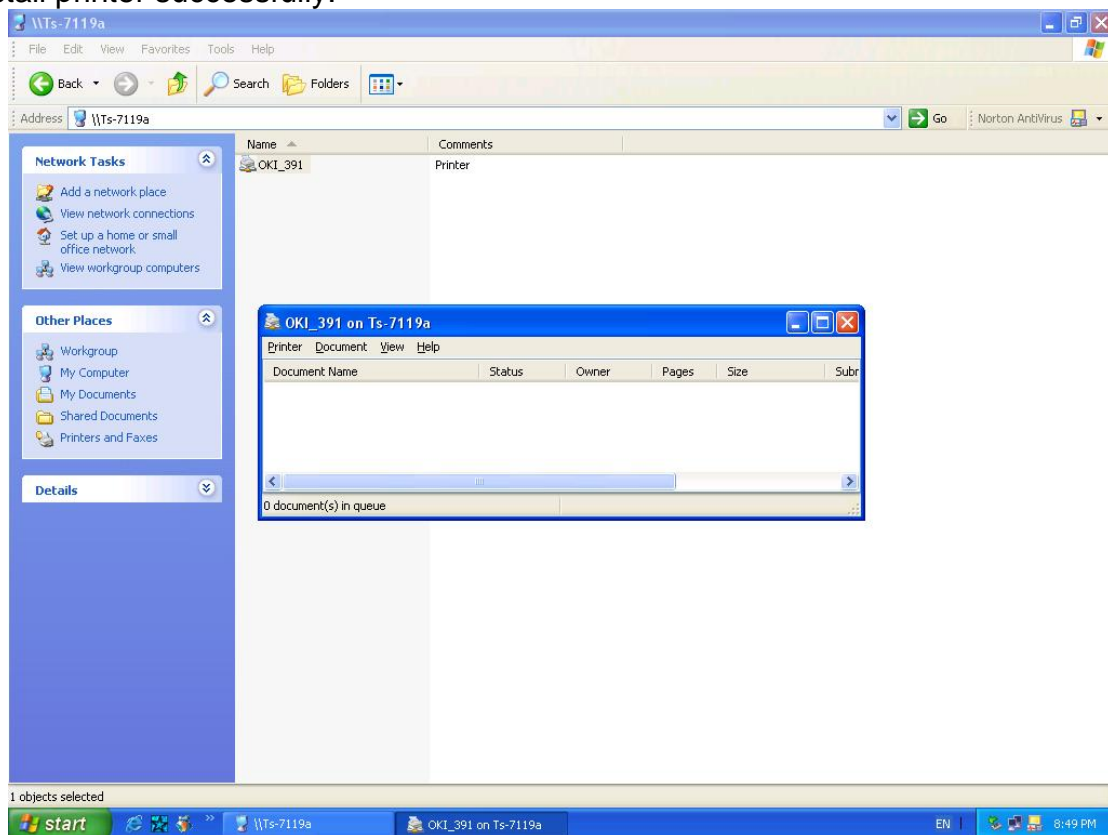 tall printer successfully.
\\Ts-7119a
File Edit View Favorites Tools Help
Back Search Folders
Address \\Ts-7119a Go Norton AntiVirus
Name Comments
OKI_391 Printer
Network Tasks
Add a network place
View network connections
Set up a home or small
office network
View workgroup computers
Other Places
Workgroup
My Computer
My Documents
Shared Documents
Printers and Faxes
Details
OKI_391 on Ts-7119a
Printer Document View Help
Document Name Status Owner Pages Size Subr
0 document(s) in queue
1 objects selected
start \\Ts-7119a OKI_391 on Ts-7119a EN 8:49 PM